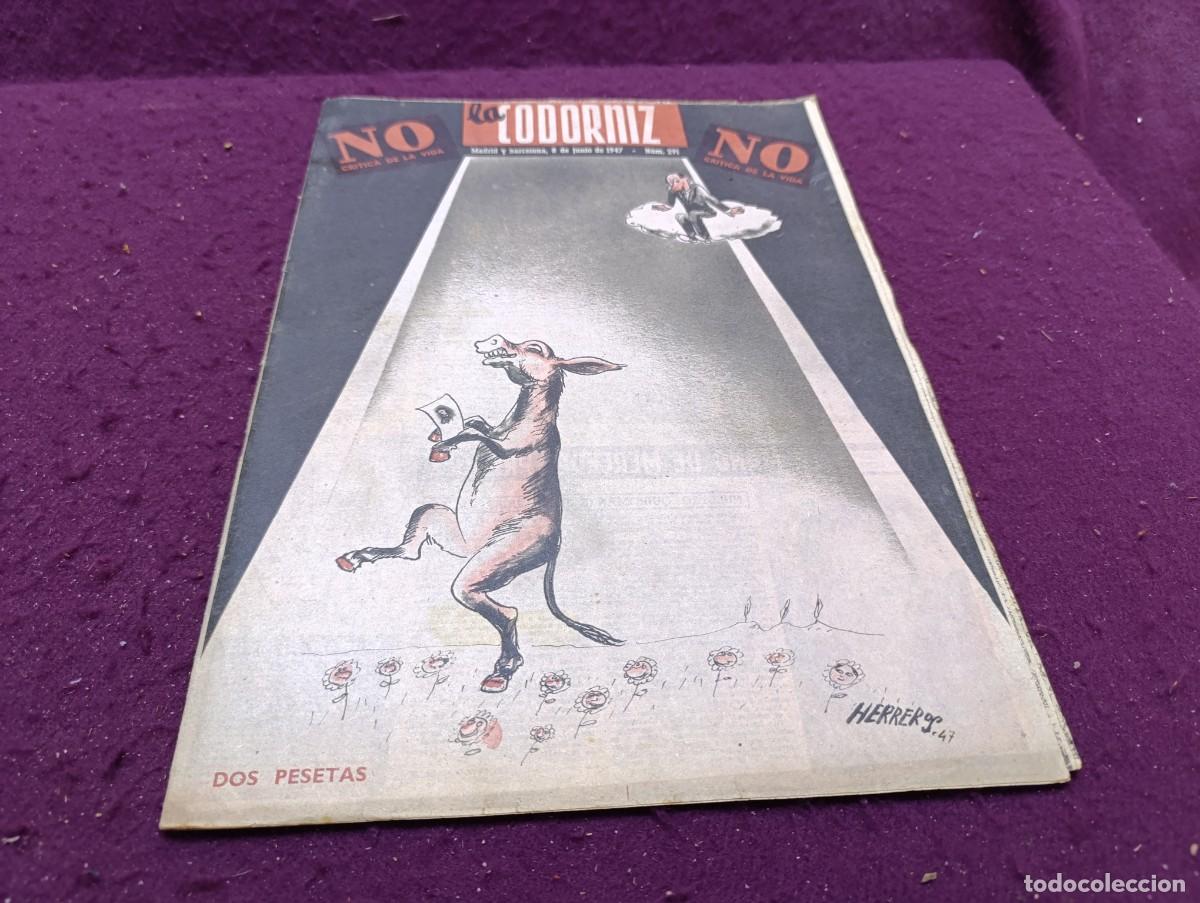 la CODORNIZ
Madrid y Barcelona, 8 de Junio de 1947 - Núm. 291
NO
CRITICA DE LA VIDA
NO
CRITICA DE LA VIDA
HERREROS.47
DOS PESETAS
todocoleccion